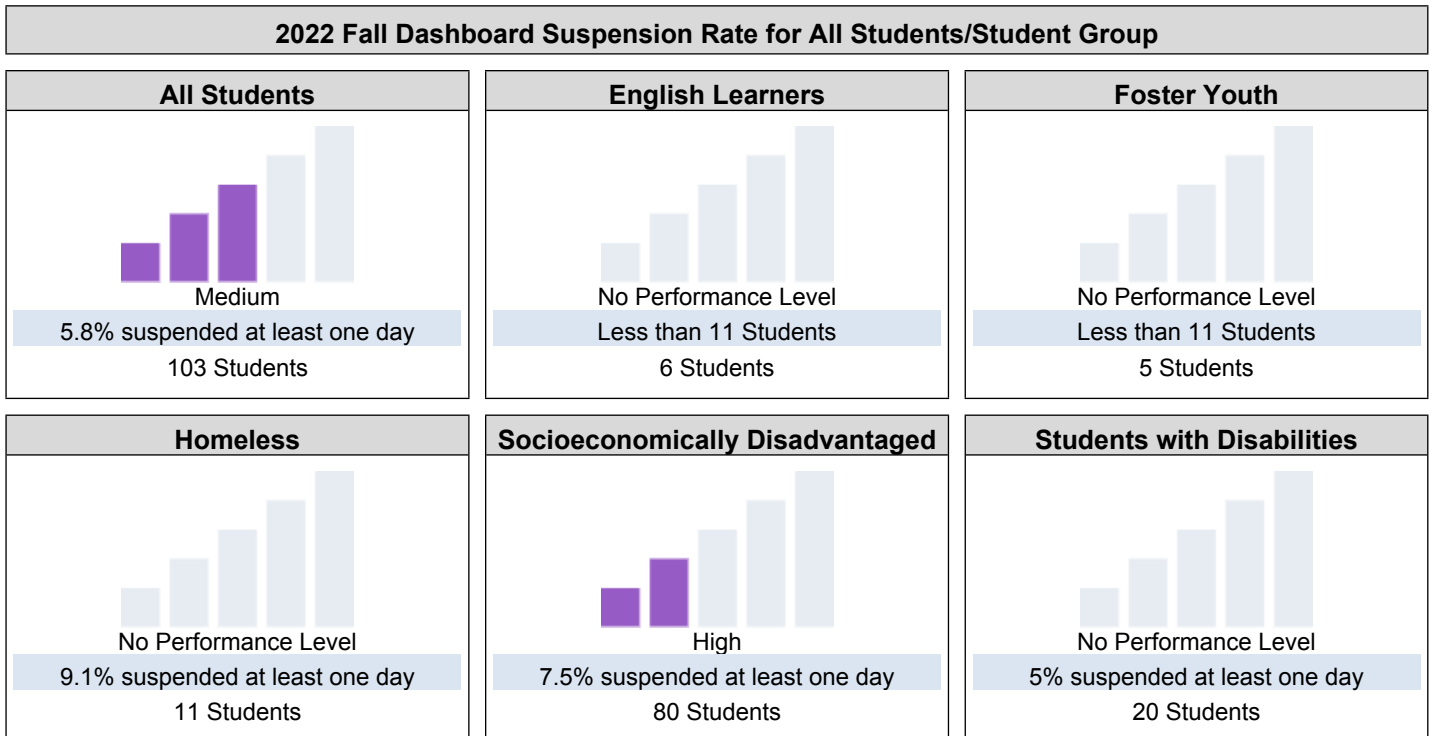 2022 Fall Dashboard Suspension Rate for All Students/Student Group
All Students
Medium
5.8% suspended at least one day
103 Students
English Learners
No Performance Level
Less than 11 Students
6 Students
Foster Youth
No Performance Level
Less than 11 Students
5 Students
Homeless
No Performance Level
9.1% suspended at least one day
11 Students
Socioeconomically Disadvantaged
High
7.5% suspended at least one day
80 Students
Students with Disabilities
No Performance Level
5% suspended at least one day
20 Students